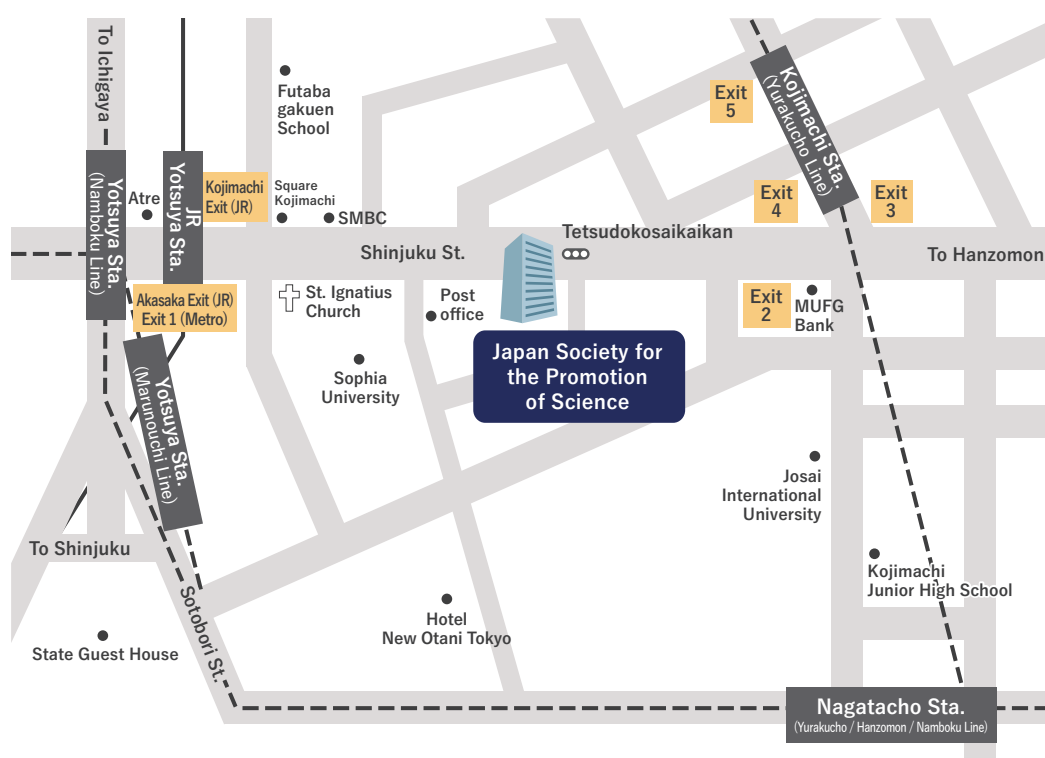 To Ichigaya
Futaba
gakuen
School
Exit
5
Kojimachi Sta.
(Yurakucho Line)
Yotsuya Sta.
(Namboku Line)
Atre
JR
Yotsuya Sta.
Kojimachi
Exit (JR)
Square
Kojimachi
SMBC
Exit
4
Exit
3
Shinjuku St.
Tetsudokosaikaikan
To Hanzomon
Akasaka Exit (JR)
Exit 1 (Metro)
St. Ignatius
Church
Post
office
Exit
2
MUFG
Bank
Yotsuya Sta.
(Marunouchi Line)
Sophia
University
Japan Society for
the Promotion
of Science
Josai
International
University
To Shinjuku
Kojimachi
Junior High School
Sotobori St.
Hotel
New Otani Tokyo
State Guest House
Nagatacho Sta.
(Yurakucho / Hanzomon / Namboku Line)